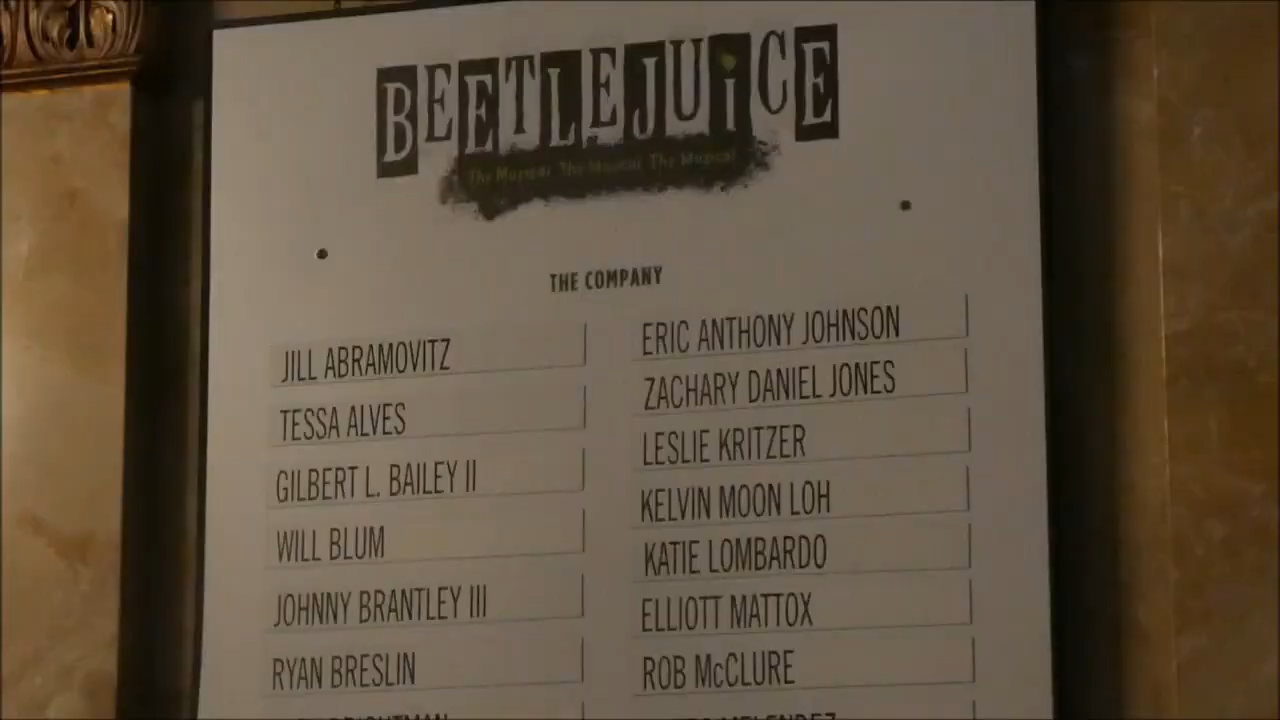 BEETLEJUiCE
The Musical. The Musical. The Musical.
THE COMPANY
JILL ABRAMOVITZ
TESSA ALVES
GILBERT L. BAILEY II
WILL BLUM
JOHNNY BRANTLEY III
RYAN BRESLIN
ERIC ANTHONY JOHNSON
ZACHARY DANIEL JONES
LESLIE KRITZER
KELVIN MOON LOH
KATIE LOMBARDO
ELLIOTT MATTOX
ROB McCLURE